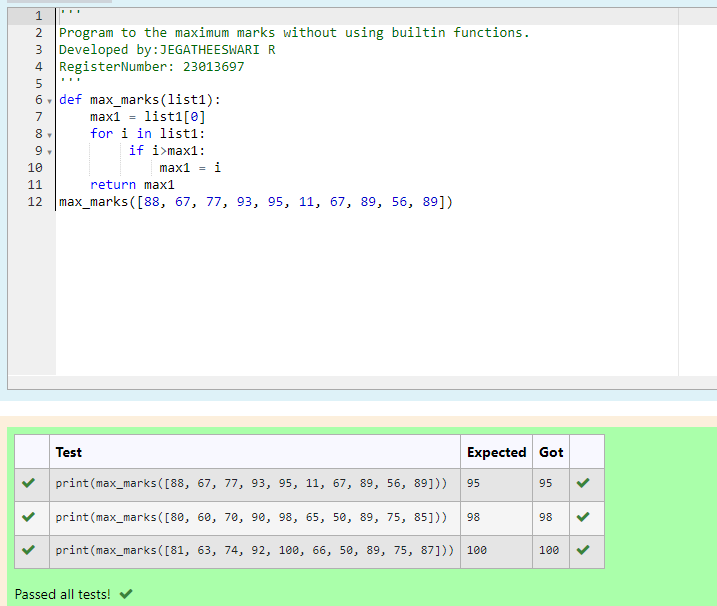 1 '''
2 Program to the maximum marks without using builtin functions.
3 Developed by:JEGATHEESWARI R
4 RegisterNumber: 23013697
5 '''
6 def max_marks(list1):
7     max1 = list1[0]
8     for i in list1:
9         if i>max1:
10             max1 = i
11     return max1
12 max_marks([88, 67, 77, 93, 95, 11, 67, 89, 56, 89])
Test Expected Got
print(max_marks([88, 67, 77, 93, 95, 11, 67, 89, 56, 89])) 95 95
print(max_marks([80, 60, 70, 90, 98, 65, 50, 89, 75, 85])) 98 98
print(max_marks([81, 63, 74, 92, 100, 66, 50, 89, 75, 87])) 100 100
Passed all tests!